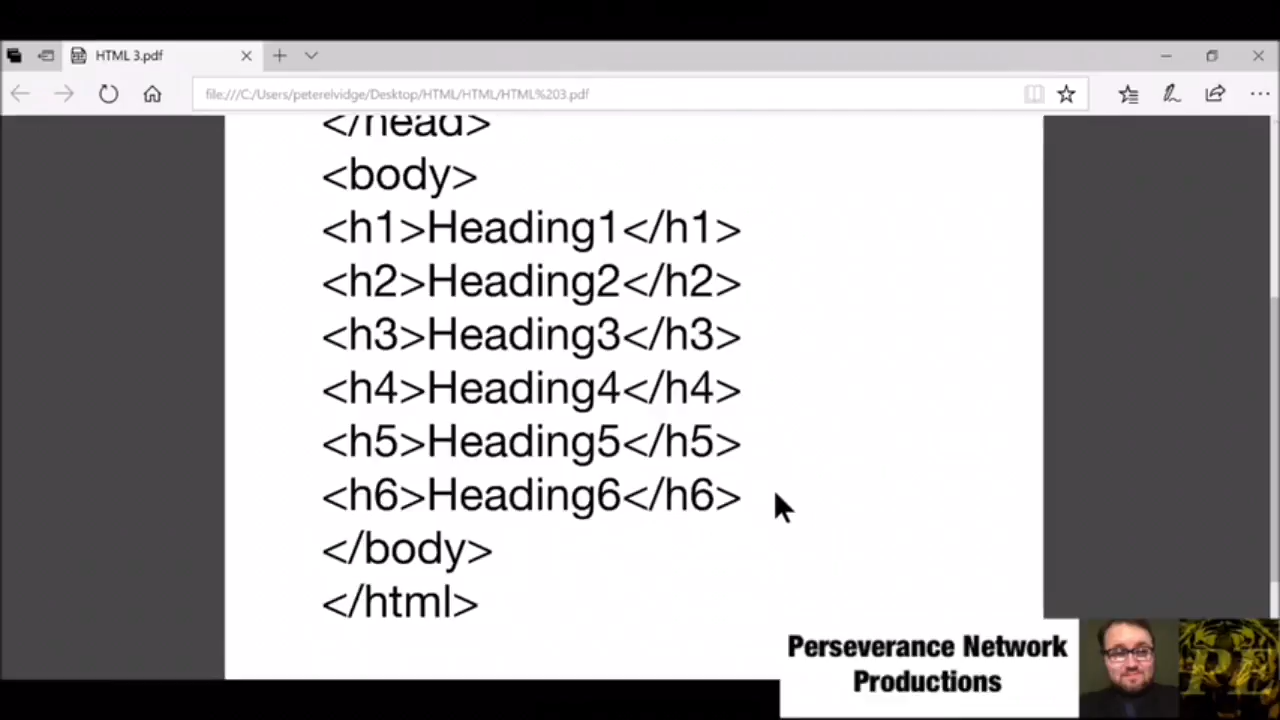 HTML 3.pdf
file:///C:/Users/peterelvidge/Desktop/HTML/HTML/HTML%203.pdf
</head>
<body>
<h1>Heading1</h1>
<h2>Heading2</h2>
<h3>Heading3</h3>
<h4>Heading4</h4>
<h5>Heading5</h5>
<h6>Heading6</h6>
</body>
</html>
Perseverance Network
Productions
PE